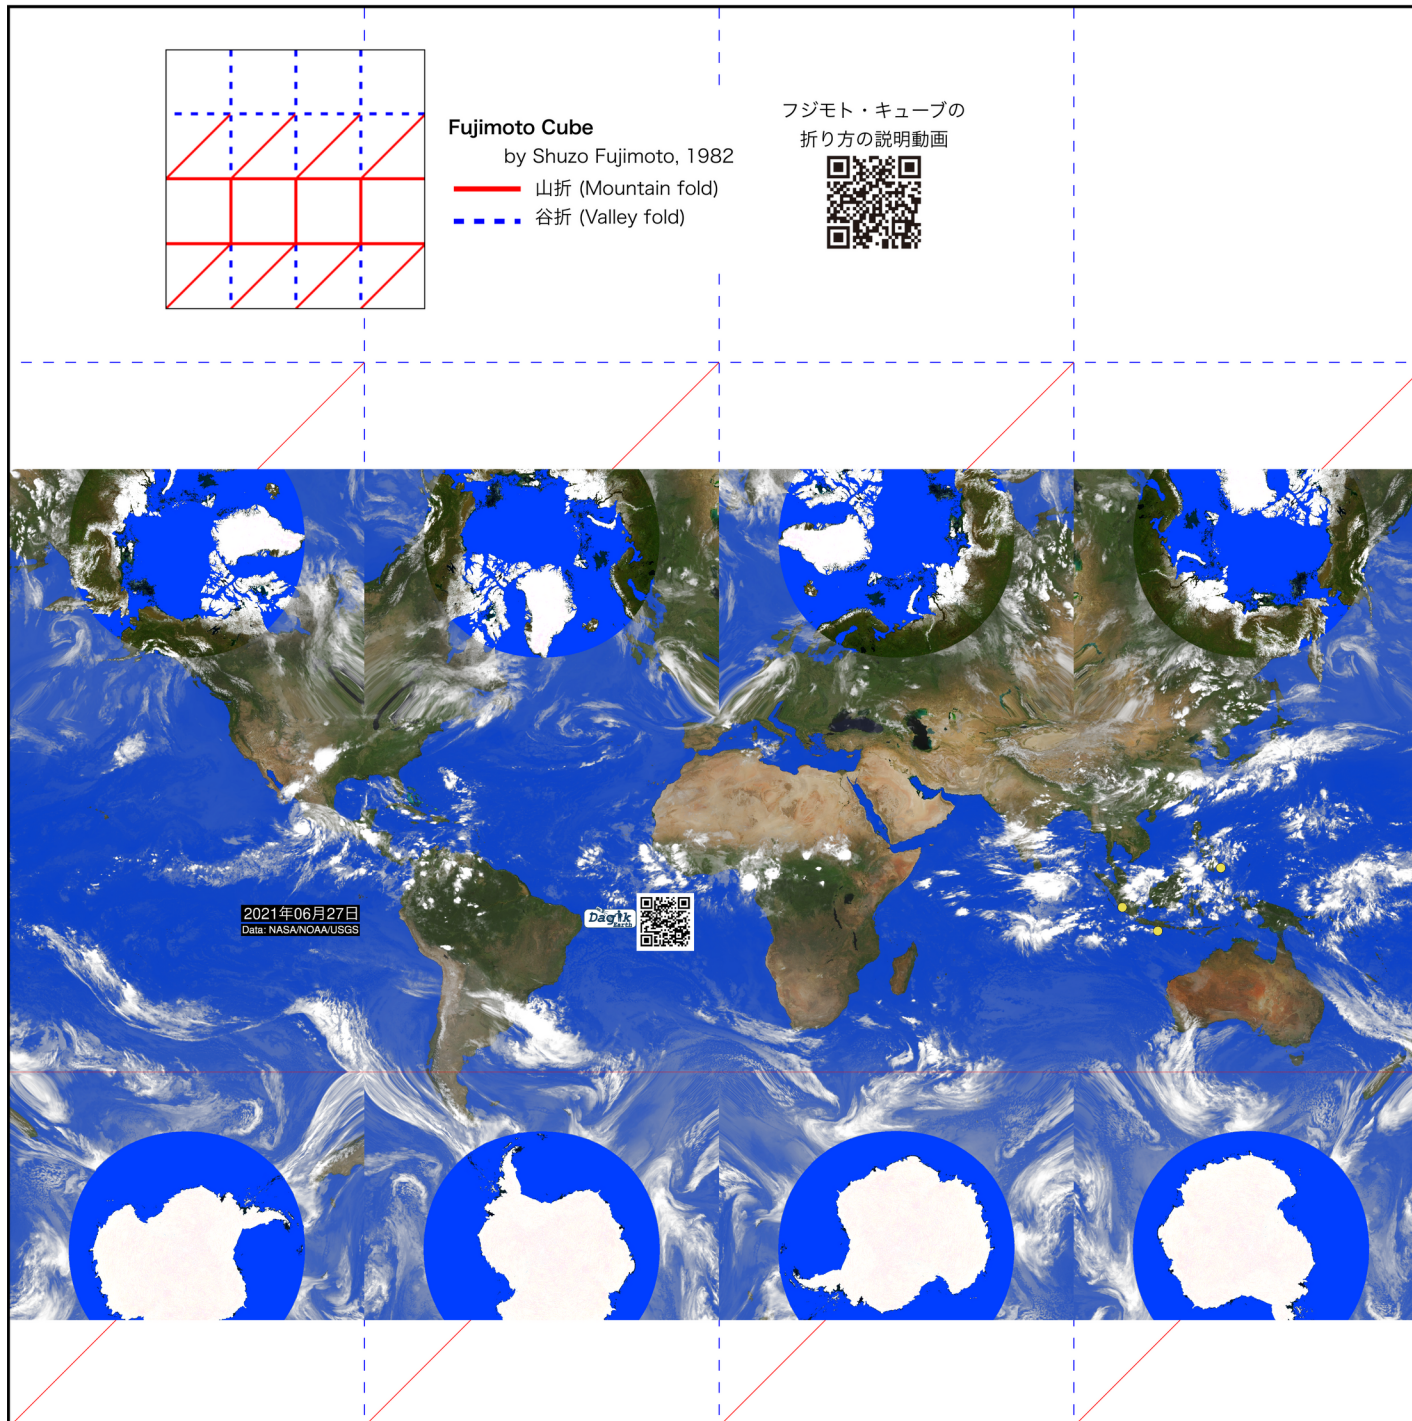 Fujimoto Cube
by Shuzo Fujimoto, 1982
山折 (Mountain fold)
谷折 (Valley fold)
フジモト・キューブの
折り方の説明動画
2021年06月27日
Data: NASA/NOAA/USGS
Dagik
Earth